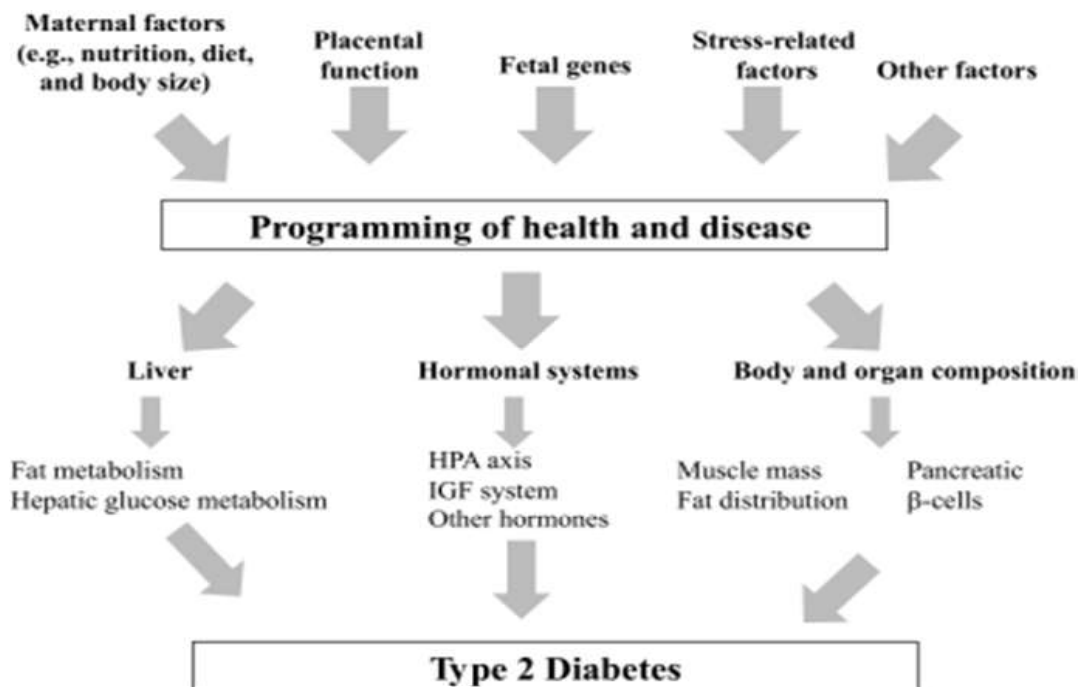 Maternal factors
(e.g., nutrition, diet,
and body size)
Placental
function
Fetal genes
Stress-related
factors
Other factors
Programming of health and disease
Liver
Hormonal systems
Body and organ composition
Fat metabolism
Hepatic glucose metabolism
HPA axis
IGF system
Other hormones
Muscle mass
Fat distribution
Pancreatic
β-cells
Type 2 Diabetes